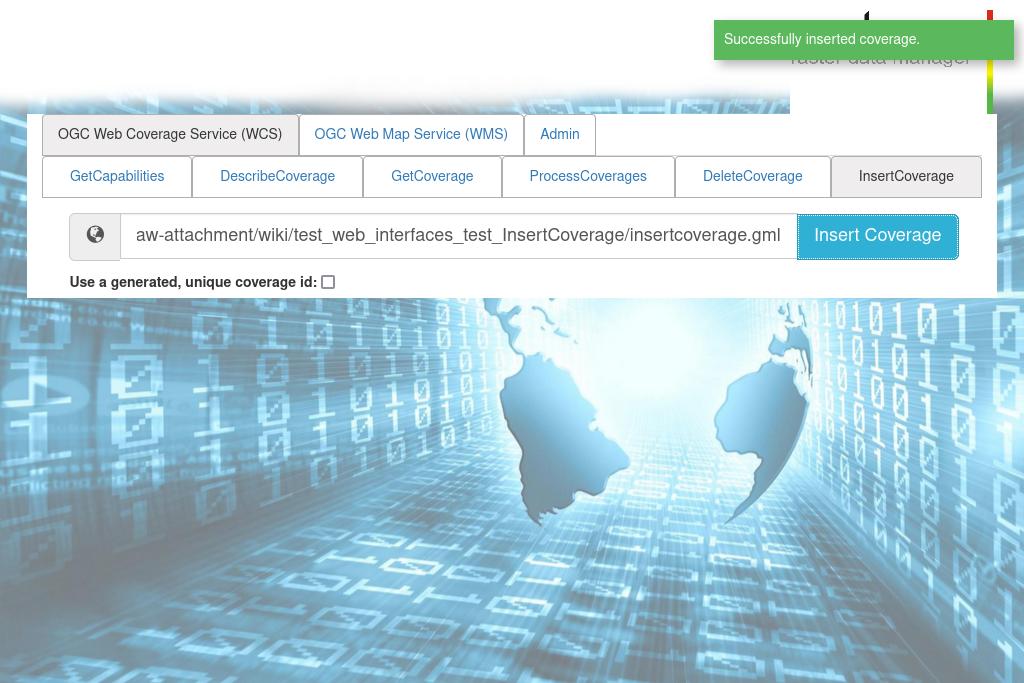 Successfully inserted coverage.
raster data manager
OGC Web Coverage Service (WCS)
OGC Web Map Service (WMS)
Admin
GetCapabilities
DescribeCoverage
GetCoverage
ProcessCoverages
DeleteCoverage
InsertCoverage
aw-attachment/wiki/test_web_interfaces_test_InsertCoverage/insertcoverage.gml
Insert Coverage
Use a generated, unique coverage id: